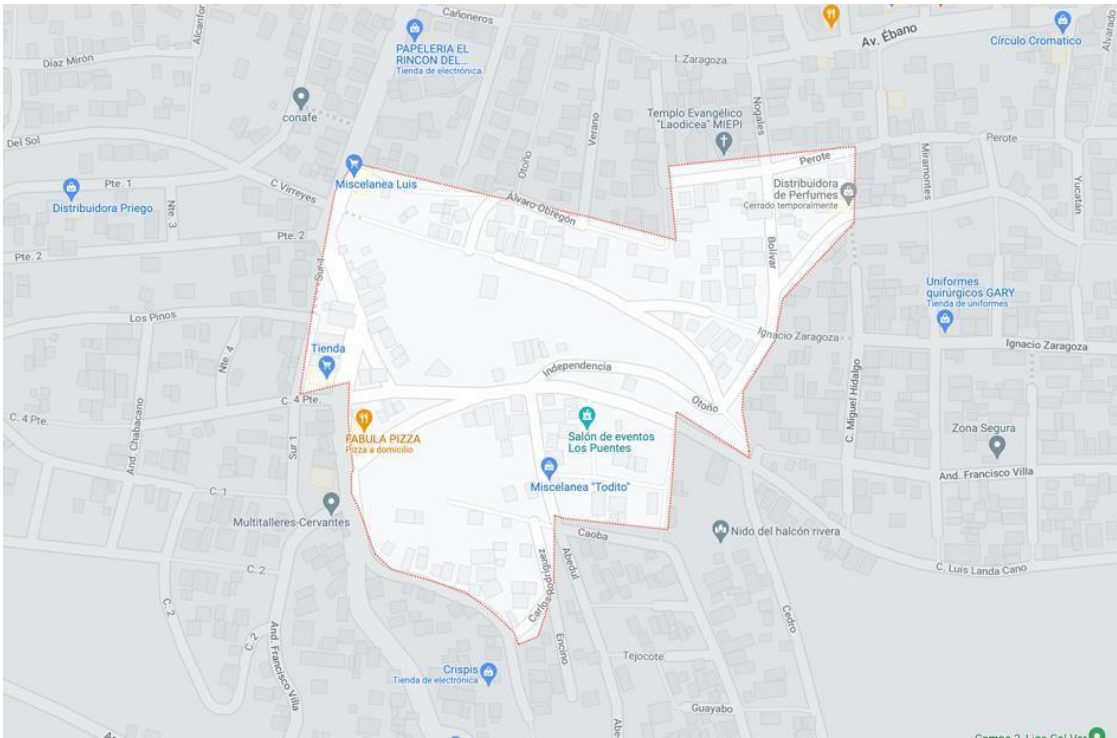 Cañoneros
Alvarado
Av. Ébano
Círculo Cromatico
PAPELERIA EL
RINCON DEL...
Tienda de electrónica
Diaz Mirón
I. Zaragoza
Nogales
Verano
Otoño
conafe
Templo Evangélico
"Laodicea" MIEPI
Del Sol
Perote
Perote
Miramontes
Yucatán
Miscelanea Luis
C Virreyes
Pte. 1
Distribuidora Priego
Nte. 3
Distribuidora
de Perfumes
Cerrado temporalmente
Álvaro Obregón
Pte. 2
Pte. 2
Sur 1
Bolívar
Uniformes
quirúrgicos GARY
Tienda de uniformes
Los Pinos
Nte. 4
Tienda
Ignacio Zaragoza
Ignacio Zaragoza
Independencia
C. Miguel Hidalgo
Otoño
C. 4 Pte.
C. 4 Pte.
And. Chabacano
Sur 1
FABULA PIZZA
Pizza a domicilio
Salón de eventos
Los Puentes
Zona Segura
And. Francisco Villa
Miscelanea "Todito"
C. 1
Multitalleres-Cervantes
Nido del halcón rivera
Caoba
Abedul
C. 2
C. Luis Landa Cano
Carlos Rodriguez
C. 2
C. 2
And. Francisco Villa
Encino
Cedro
Tejocote
Crispis
Tienda de electrónica
Guayabo